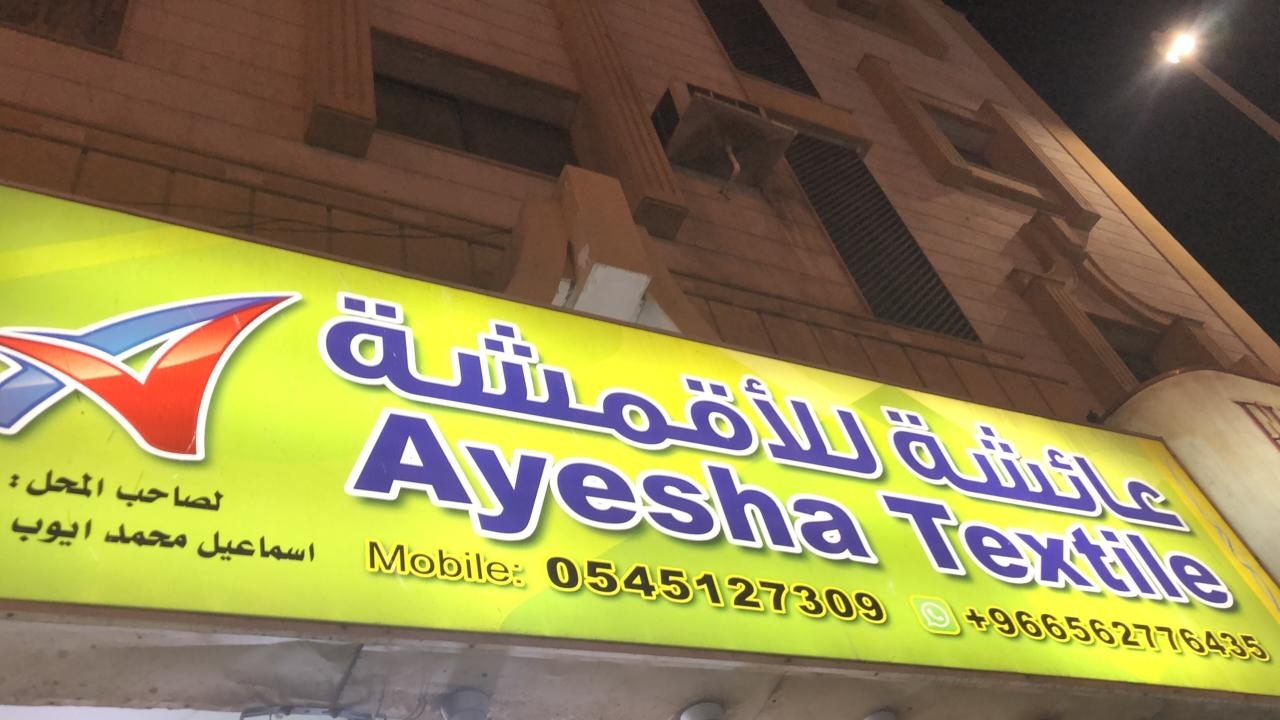 عائشة للأقمشة
Ayesha Textile
لصاحب المحل :
اسماعيل محمد ايوب
Mobile: 0545127309
+966562776435